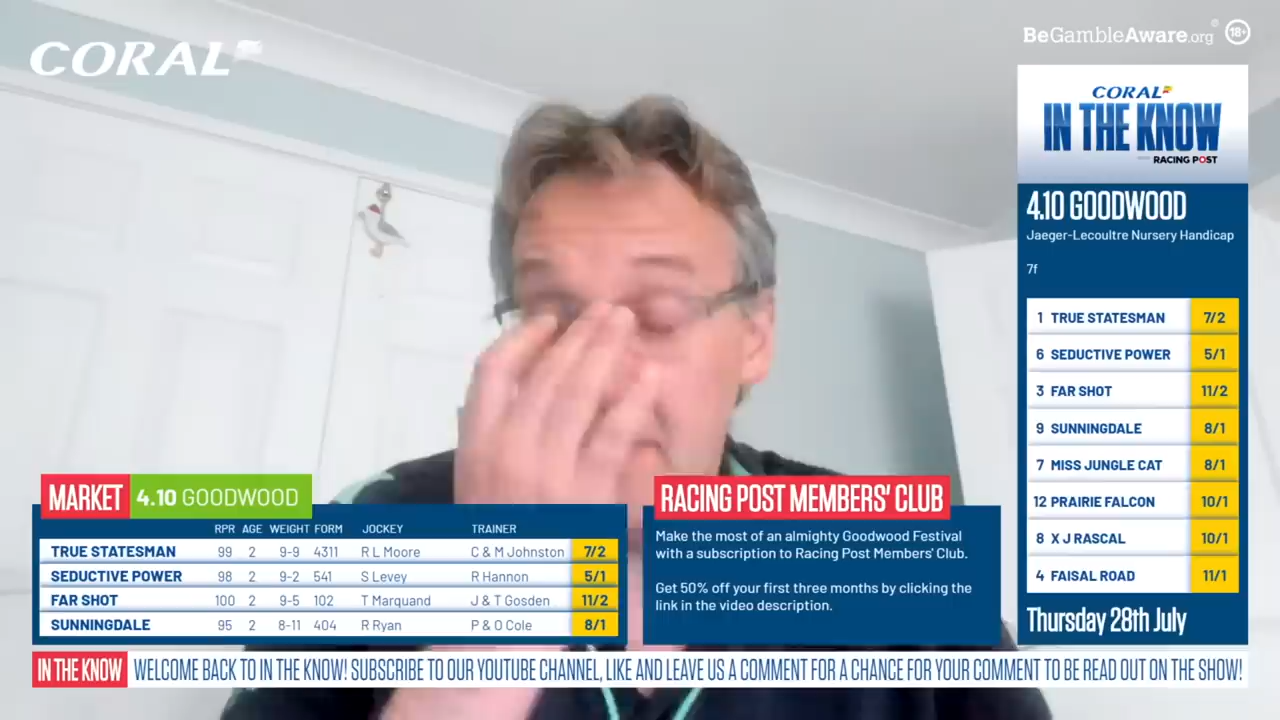 CORAL
BeGambleAware.org
18+
CORAL
IN THE KNOW
RACING POST
4.10 GOODWOOD
Jaeger-Lecoultre Nursery Handicap
7f
1 TRUE STATESMAN 7/2
6 SEDUCTIVE POWER 5/1
3 FAR SHOT 11/2
9 SUNNINGDALE 8/1
7 MISS JUNGLE CAT 8/1
12 PRAIRIE FALCON 10/1
8 X J RASCAL 10/1
4 FAISAL ROAD 11/1
Thursday 28th July
MARKET 4.10 GOODWOOD
RPR AGE WEIGHT FORM JOCKEY TRAINER
TRUE STATESMAN 99 2 9-9 4311 R L Moore C & M Johnston 7/2
SEDUCTIVE POWER 98 2 9-2 541 S Levey R Hannon 5/1
FAR SHOT 100 2 9-5 102 T Marquand J & T Gosden 11/2
SUNNINGDALE 95 2 8-11 404 R Ryan P & O Cole 8/1
RACING POST MEMBERS' CLUB
Make the most of an almighty Goodwood Festival
with a subscription to Racing Post Members' Club.
Get 50% off your first three months by clicking the
link in the video description.
IN THE KNOW WELCOME BACK TO IN THE KNOW! SUBSCRIBE TO OUR YOUTUBE CHANNEL, LIKE AND LEAVE US A COMMENT FOR A CHANCE FOR YOUR COMMENT TO BE READ OUT ON THE SHOW!